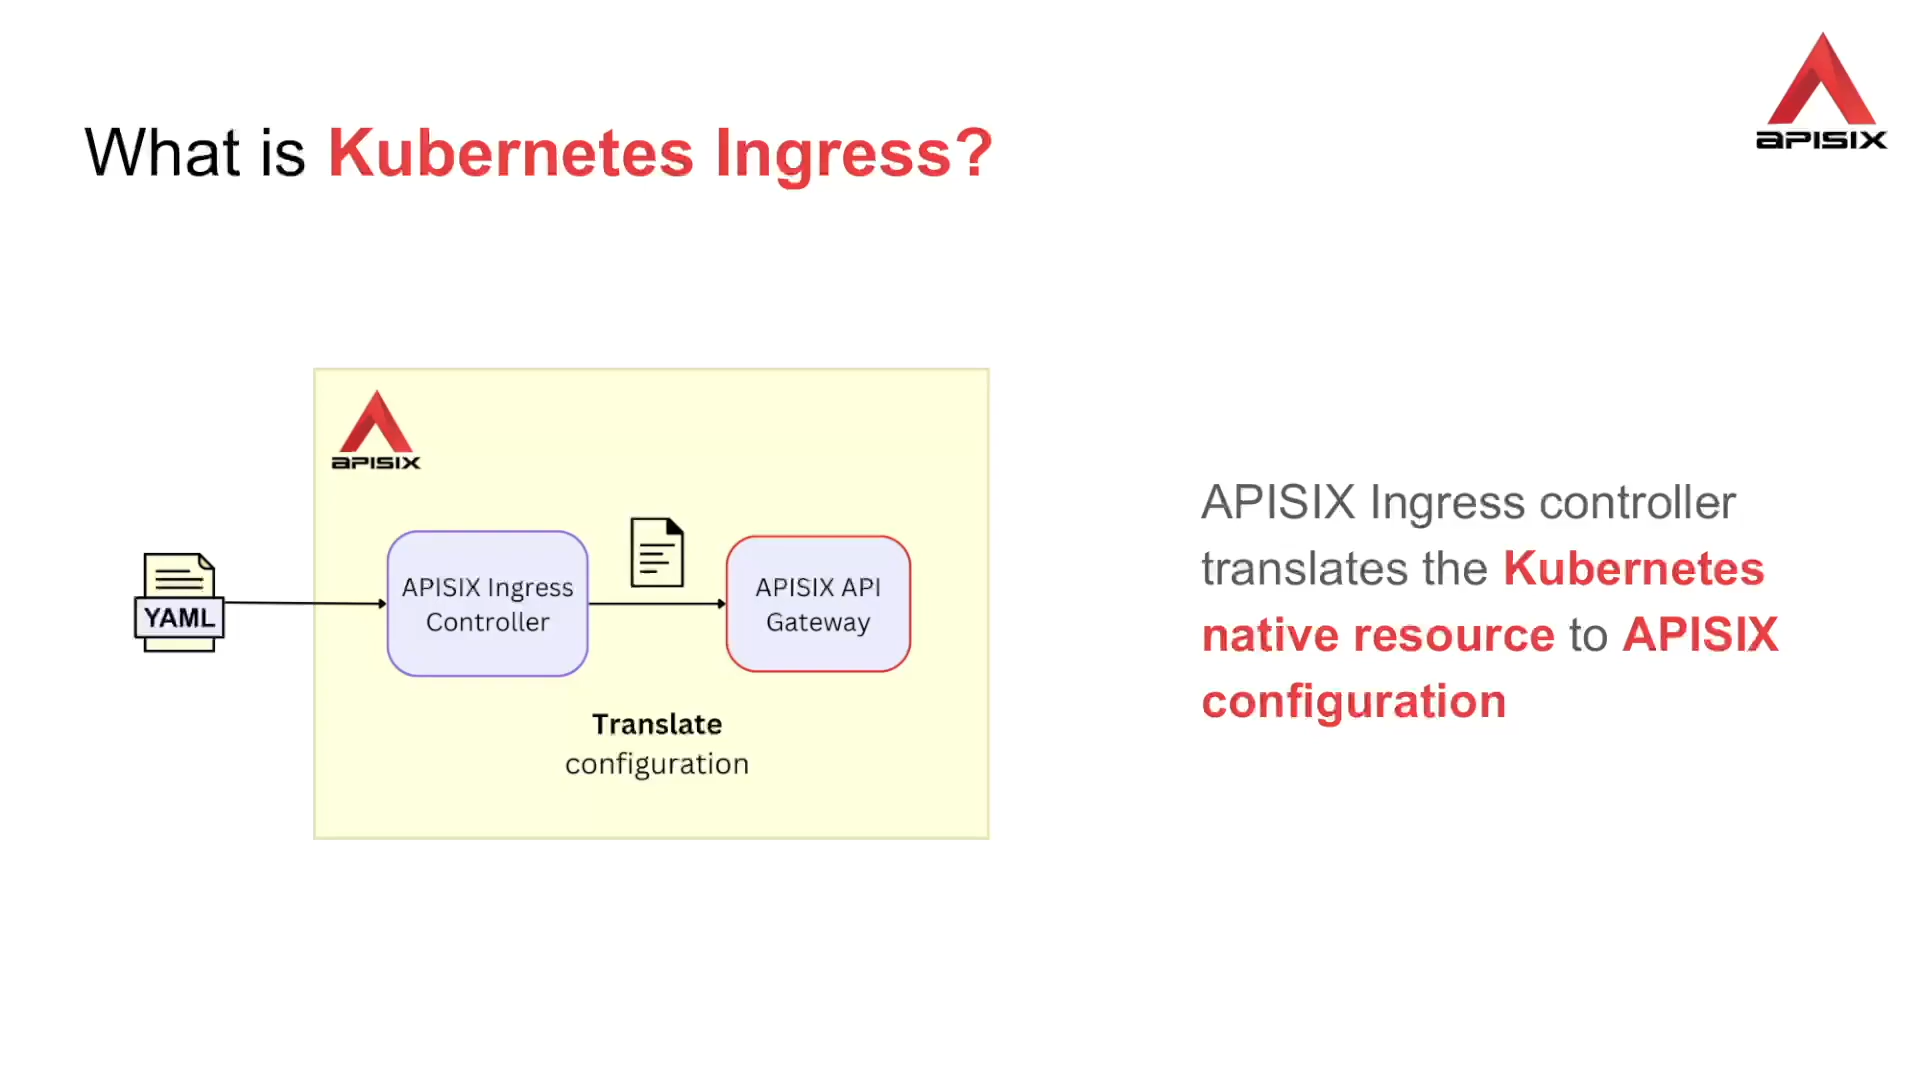 APISIX
What is Kubernetes Ingress?
APISIX
YAML
APISIX Ingress
Controller
APISIX API
Gateway
Translate
configuration
APISIX Ingress controller
translates the Kubernetes
native resource to APISIX
configuration